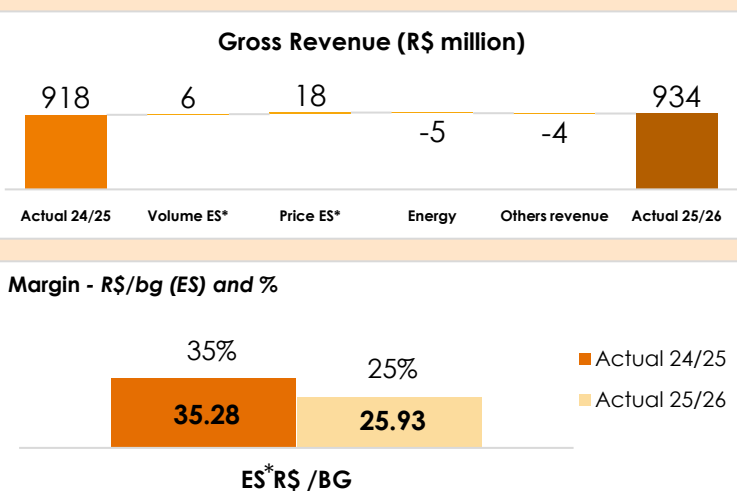 Gross Revenue (R$ million)
918 6 18 -5 -4 934
Actual 24/25 Volume ES* Price ES* Energy Others revenue Actual 25/26
Margin - R$/bg (ES) and %
35% 25%
35.28 25.93
Actual 24/25
Actual 25/26
ES*R$ /BG